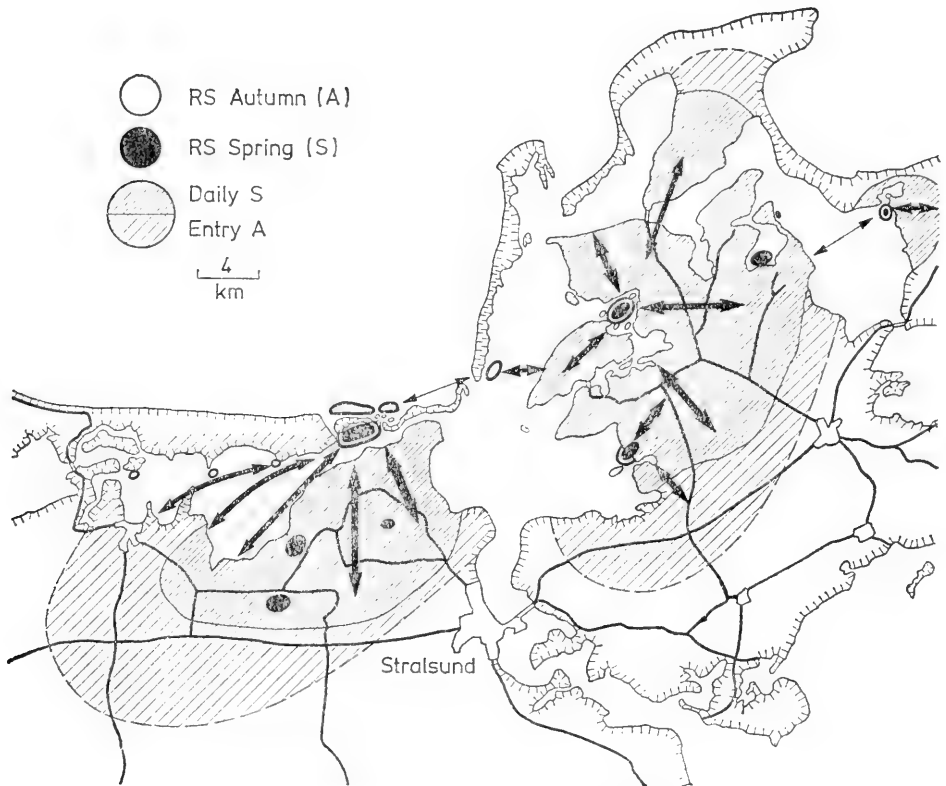 RS Autumn (A)
RS Spring (S)
Daily S
Entry A
4
km
Stralsund